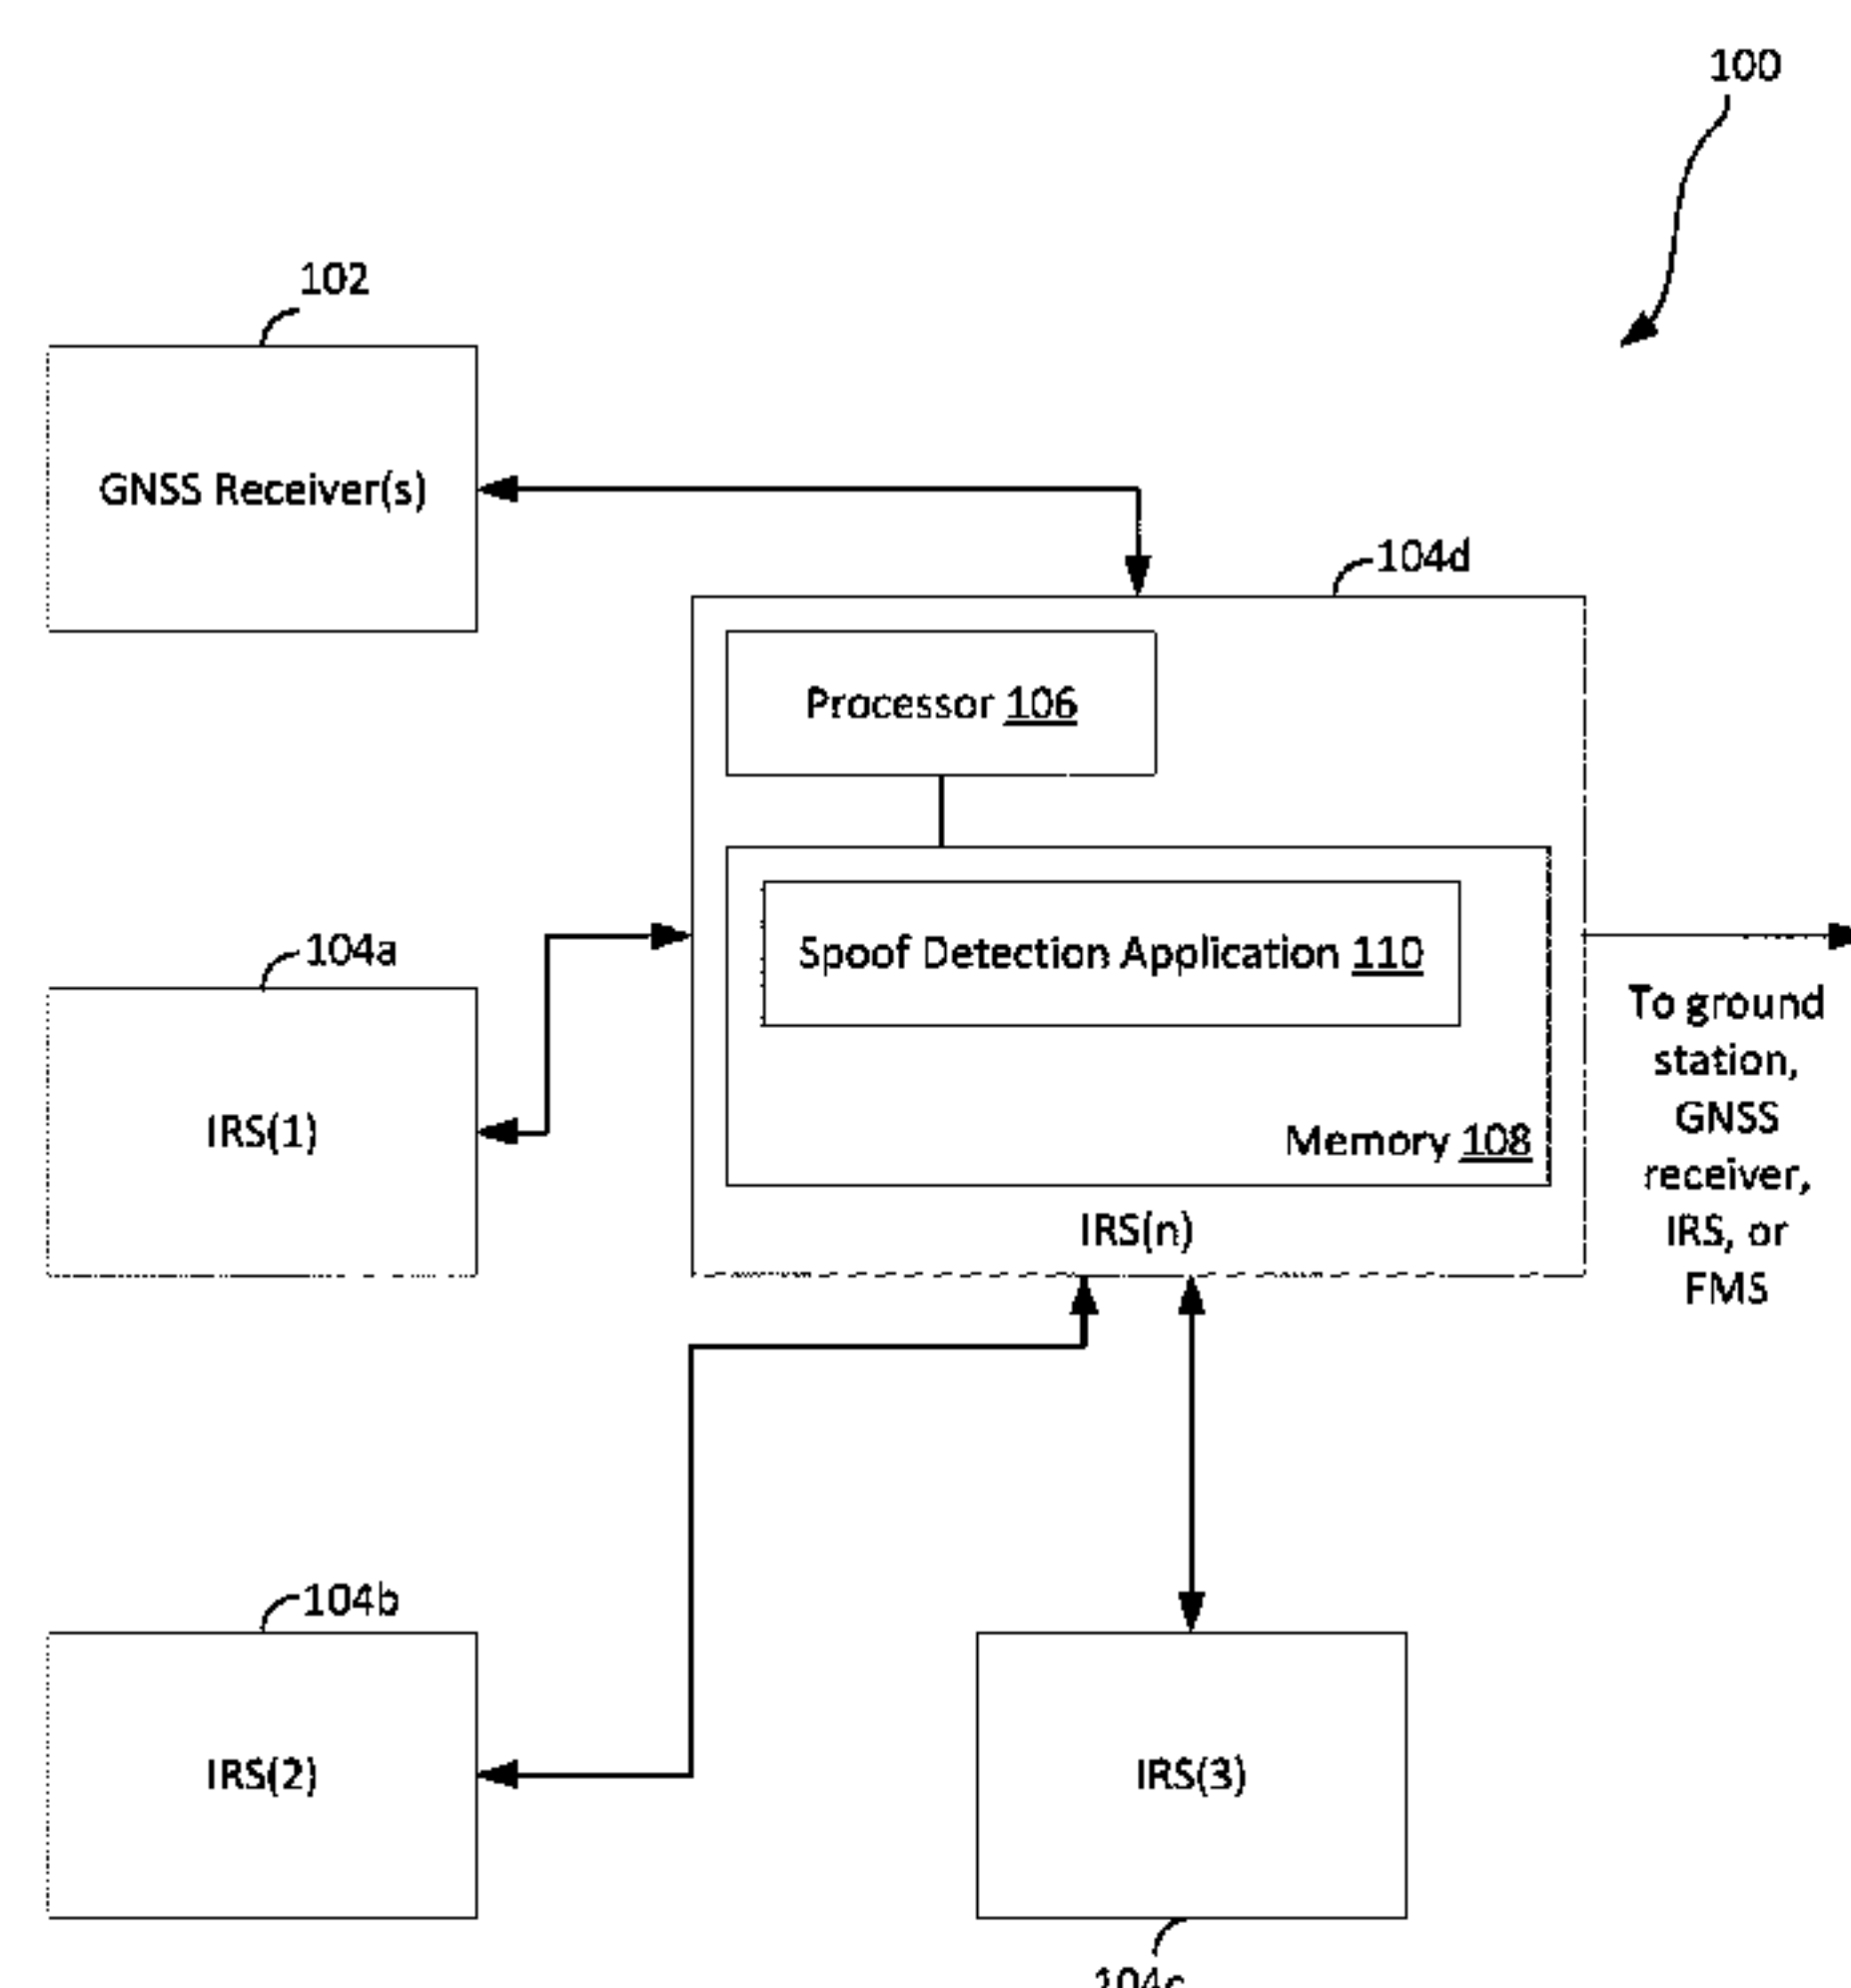 100
102
GNSS Receiver(s)
104d
Processor 106
104a
Spoof Detection Application 110
To ground
station,
GNSS
receiver,
IRS, or
FMS
IRS(1)
Memory 108
IRS(n)
104b
IRS(2)
IRS(3)
104c